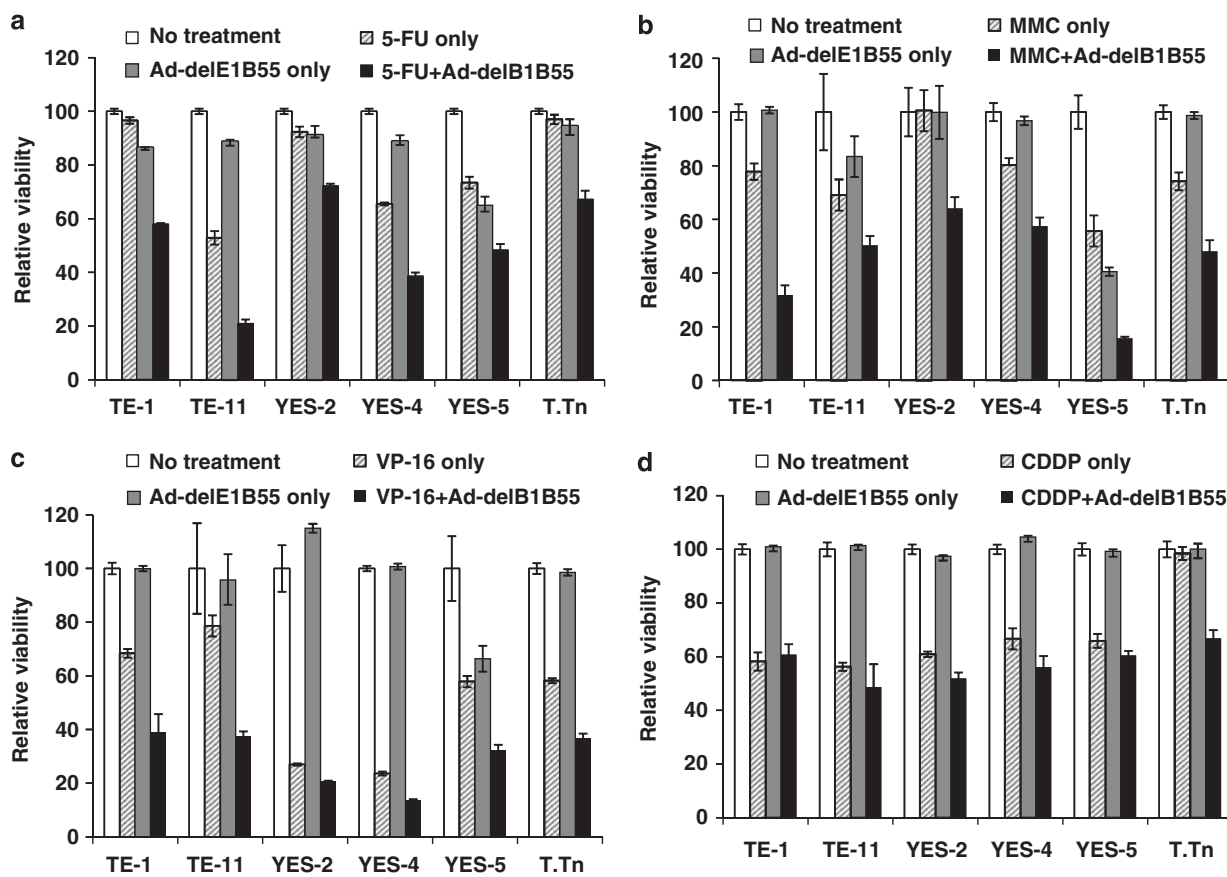 a
No treatment
5-FU only
Ad-delE1B55 only
5-FU+Ad-delB1B55
Relative viability
120
100
80
60
40
20
0
TE-1 TE-11 YES-2 YES-4 YES-5 T.Tn
b
No treatment
MMC only
Ad-delE1B55 only
MMC+Ad-delB1B55
Relative viability
120
100
80
60
40
20
0
TE-1 TE-11 YES-2 YES-4 YES-5 T.Tn
c
No treatment
VP-16 only
Ad-delE1B55 only
VP-16+Ad-delB1B55
Relative viability
120
100
80
60
40
20
0
TE-1 TE-11 YES-2 YES-4 YES-5 T.Tn
d
No treatment
CDDP only
Ad-delE1B55 only
CDDP+Ad-delB1B55
Relative viability
120
100
80
60
40
20
0
TE-1 TE-11 YES-2 YES-4 YES-5 T.Tn